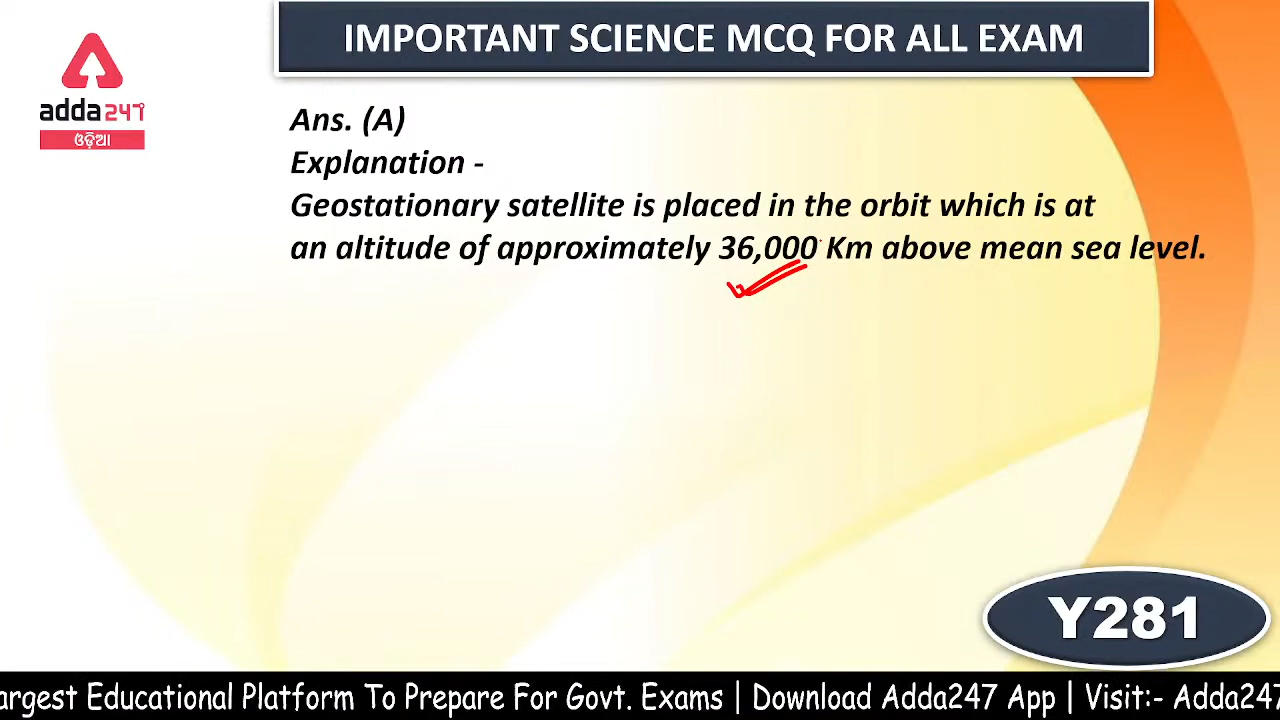 IMPORTANT SCIENCE MCQ FOR ALL EXAM
adda247
ଓଡ଼ିଆ
Ans. (A)
Explanation -
Geostationary satellite is placed in the orbit which is at
an altitude of approximately 36,000 Km above mean sea level.
Y281
argest Educational Platform To Prepare For Govt. Exams | Download Adda247 App | Visit:- Adda247